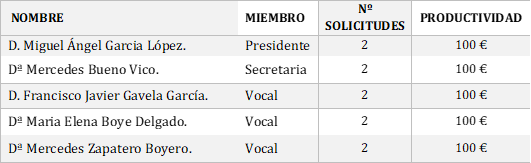 NOMBRE MIEMBRO Nº SOLICITUDES PRODUCTIVIDAD
D. Miguel Ángel Garcia López. Presidente 2 100 €
Dª Mercedes Bueno Vico. Secretaria 2 100 €
D. Francisco Javier Gavela García. Vocal 2 100 €
Dª Maria Elena Boye Delgado. Vocal 2 100 €
Dª Mercedes Zapatero Boyero. Vocal 2 100 €